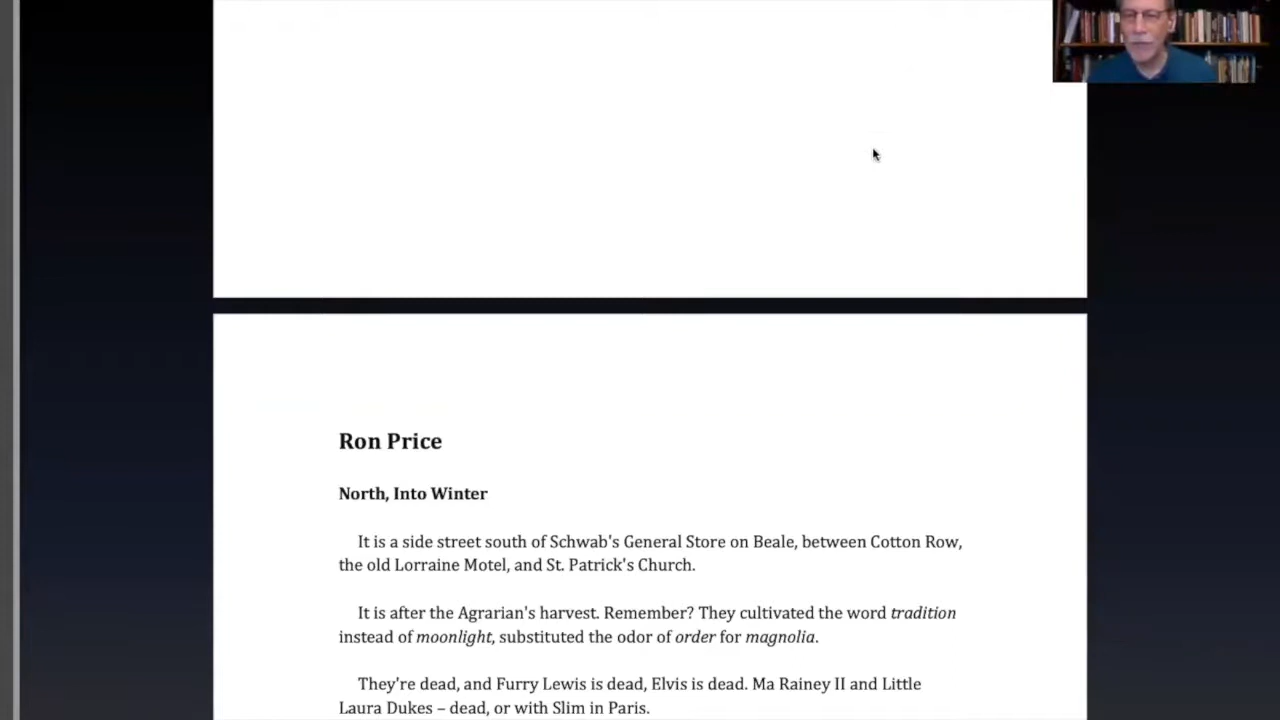 Ron Price
North, Into Winter
It is a side street south of Schwab's General Store on Beale, between Cotton Row,
the old Lorraine Motel, and St. Patrick's Church.
It is after the Agrarian's harvest. Remember? They cultivated the word tradition
instead of moonlight, substituted the odor of order for magnolia.
They're dead, and Furry Lewis is dead, Elvis is dead. Ma Rainey II and Little
Laura Dukes – dead, or with Slim in Paris.